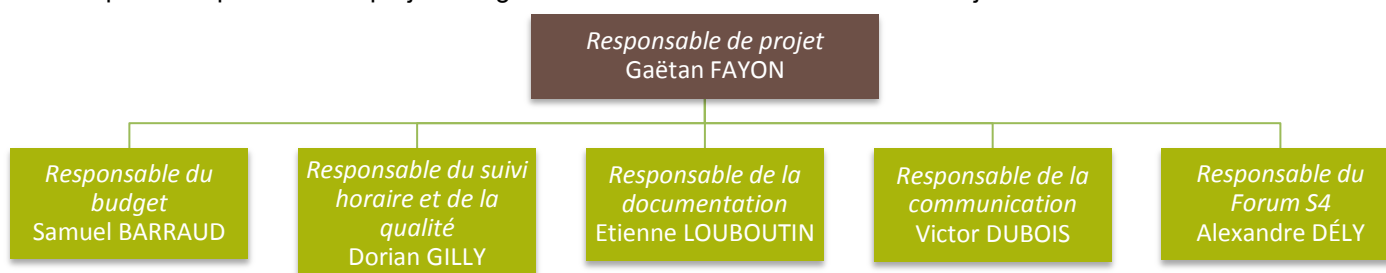 Responsable de projet
Gaëtan FAYON
Responsable du
budget
Samuel BARRAUD
Responsable du suivi
horaire et de la
qualité
Dorian GILLY
Responsable de la
documentation
Etienne LOUBOUTIN
Responsable de la
communication
Victor DUBOIS
Responsable du
Forum S4
Alexandre DÉLY